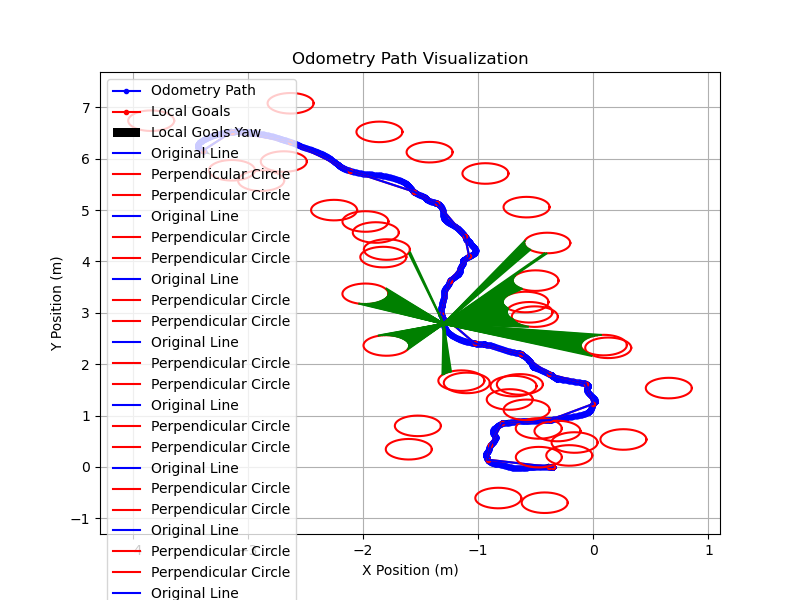 Odometry Path Visualization
Y Position (m)
7
6
5
4
3
2
1
0
−1
Odometry Path
Local Goals
Local Goals Yaw
Original Line
Perpendicular Circle
Perpendicular Circle
Original Line
Perpendicular Circle
Perpendicular Circle
Original Line
Perpendicular Circle
Perpendicular Circle
Original Line
Perpendicular Circle
Perpendicular Circle
Original Line
Perpendicular Circle
Perpendicular Circle
Original Line
Perpendicular Circle
Perpendicular Circle
Original Line
Perpendicular Circle
Perpendicular Circle
Original Line
−2 −1 0 1
X Position (m)